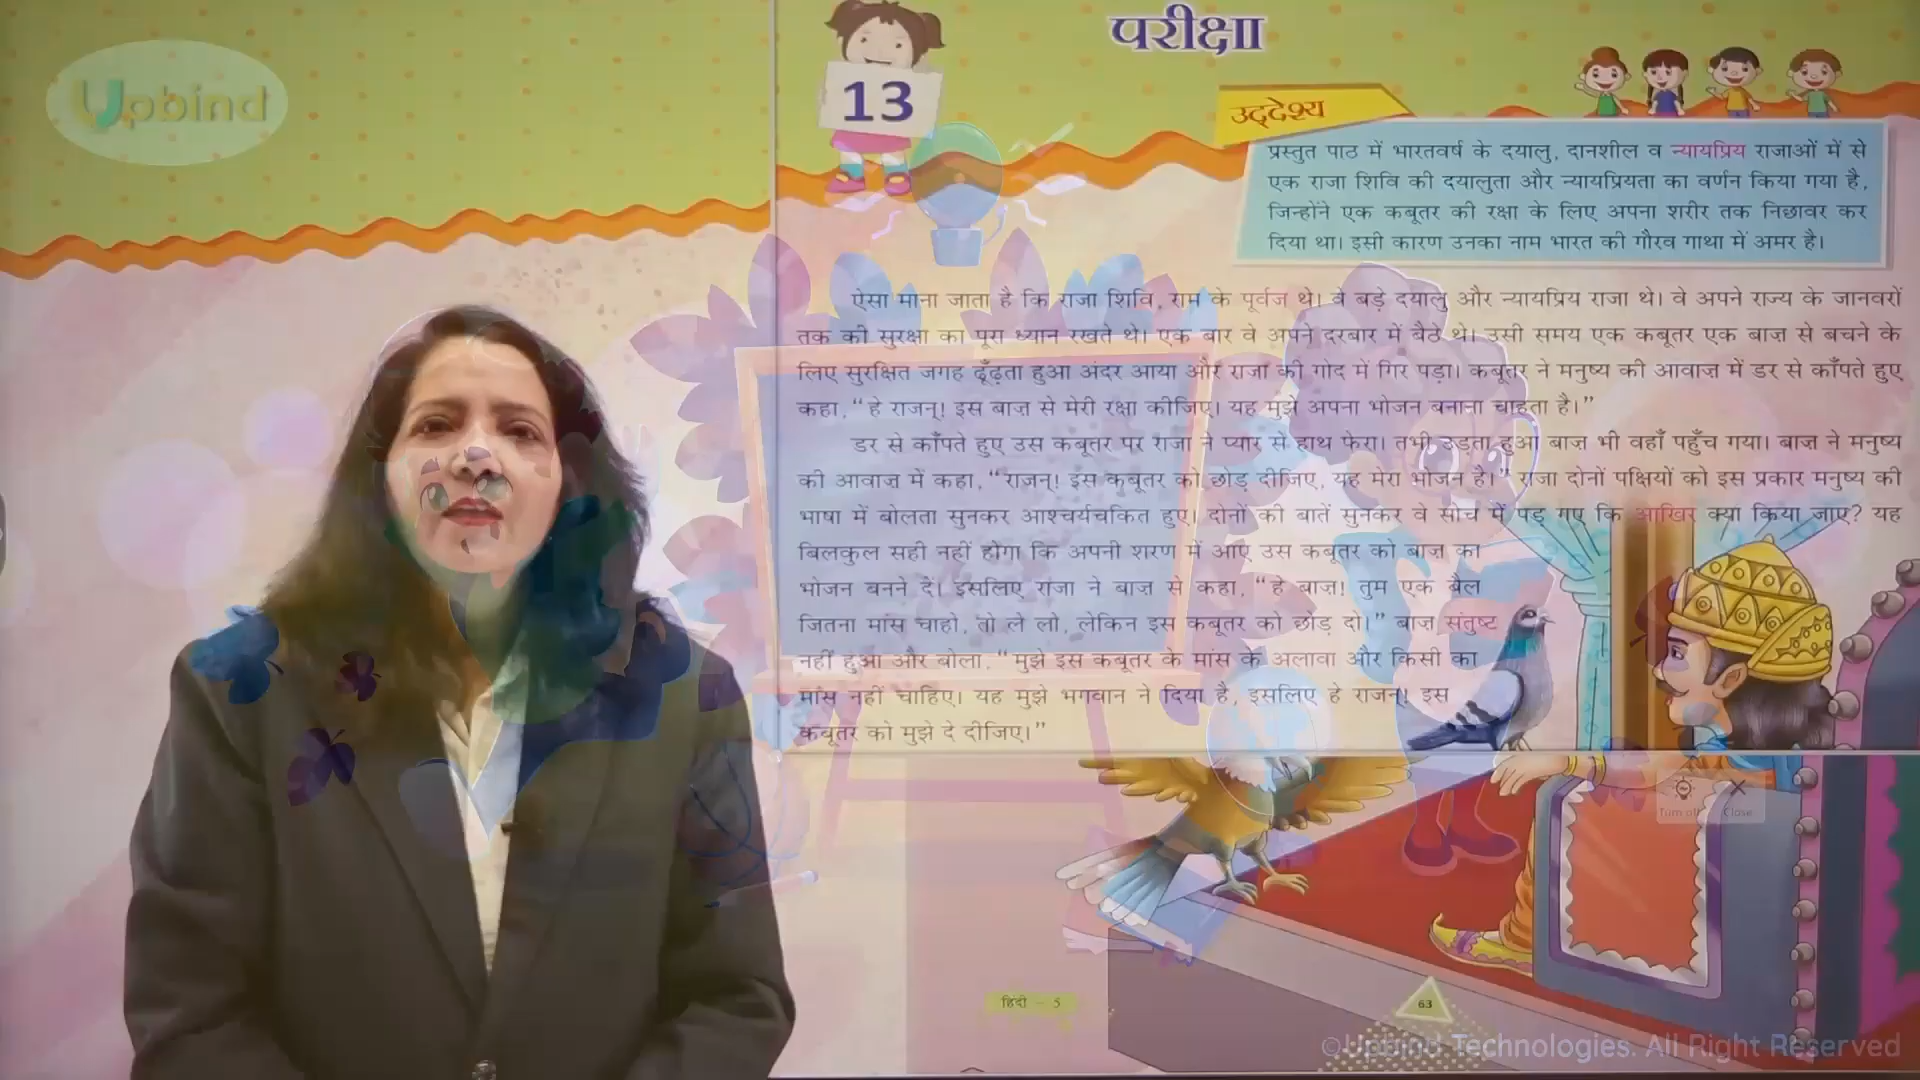 Upbind
परीक्षा
13
उद्देश्य
प्रस्तुत पाठ में भारतवर्ष के दयालु, दानशील व न्यायप्रिय राजाओं में से
एक राजा शिवि की दयालुता और न्यायप्रियता का वर्णन किया गया है,
जिन्होंने एक कबूतर की रक्षा के लिए अपना शरीर तक निछावर कर
दिया था। इसी कारण उनका नाम भारत की गौरव गाथा में अमर है।
ऐसा माना जाता है कि राजा शिवि, राम के पूर्वज थे। वे बड़े दयालु और न्यायप्रिय राजा थे। वे अपने राज्य के जानवरों
तक की सुरक्षा का पूरा ध्यान रखते थे। एक बार वे अपने दरबार में बैठे थे। उसी समय एक कबूतर एक बाज़ से बचने के
लिए सुरक्षित जगह ढूँढ़ता हुआ अंदर आया और राजा की गोद में गिर पड़ा। कबूतर ने मनुष्य की आवाज़ में डर से काँपते हुए
कहा, “हे राजन्! इस बाज़ से मेरी रक्षा कीजिए। यह मुझे अपना भोजन बनाना चाहता है।”
डर से काँपते हुए उस कबूतर पर राजा ने प्यार से हाथ फेरा। तभी उड़ता हुआ बाज़ भी वहाँ पहुँच गया। बाज़ ने मनुष्य
की आवाज़ में कहा, “राजन्! इस कबूतर को छोड़ दीजिए, यह मेरा भोजन है।” राजा दोनों पक्षियों को इस प्रकार मनुष्य की
भाषा में बोलता सुनकर आश्चर्यचकित हुए। दोनों की बातें सुनकर वे सोच में पड़ गए कि आखिर क्या किया जाए? यह
बिलकुल सही नहीं होगा कि अपनी शरण में आए उस कबूतर को बाज़ का
भोजन बनने दें। इसलिए राजा ने बाज़ से कहा, “हे बाज़! तुम एक बैल
जितना मांस चाहो, तो ले लो, लेकिन इस कबूतर को छोड़ दो।” बाज़ संतुष्ट
नहीं हुआ और बोला, “मुझे इस कबूतर के मांस के अलावा और किसी का
मांस नहीं चाहिए। यह मुझे भगवान ने दिया है, इसलिए हे राजन्! इस
कबूतर को मुझे दे दीजिए।”
Turn off Close
हिंदी – 5
63
©Upbind Technologies. All Right Reserved